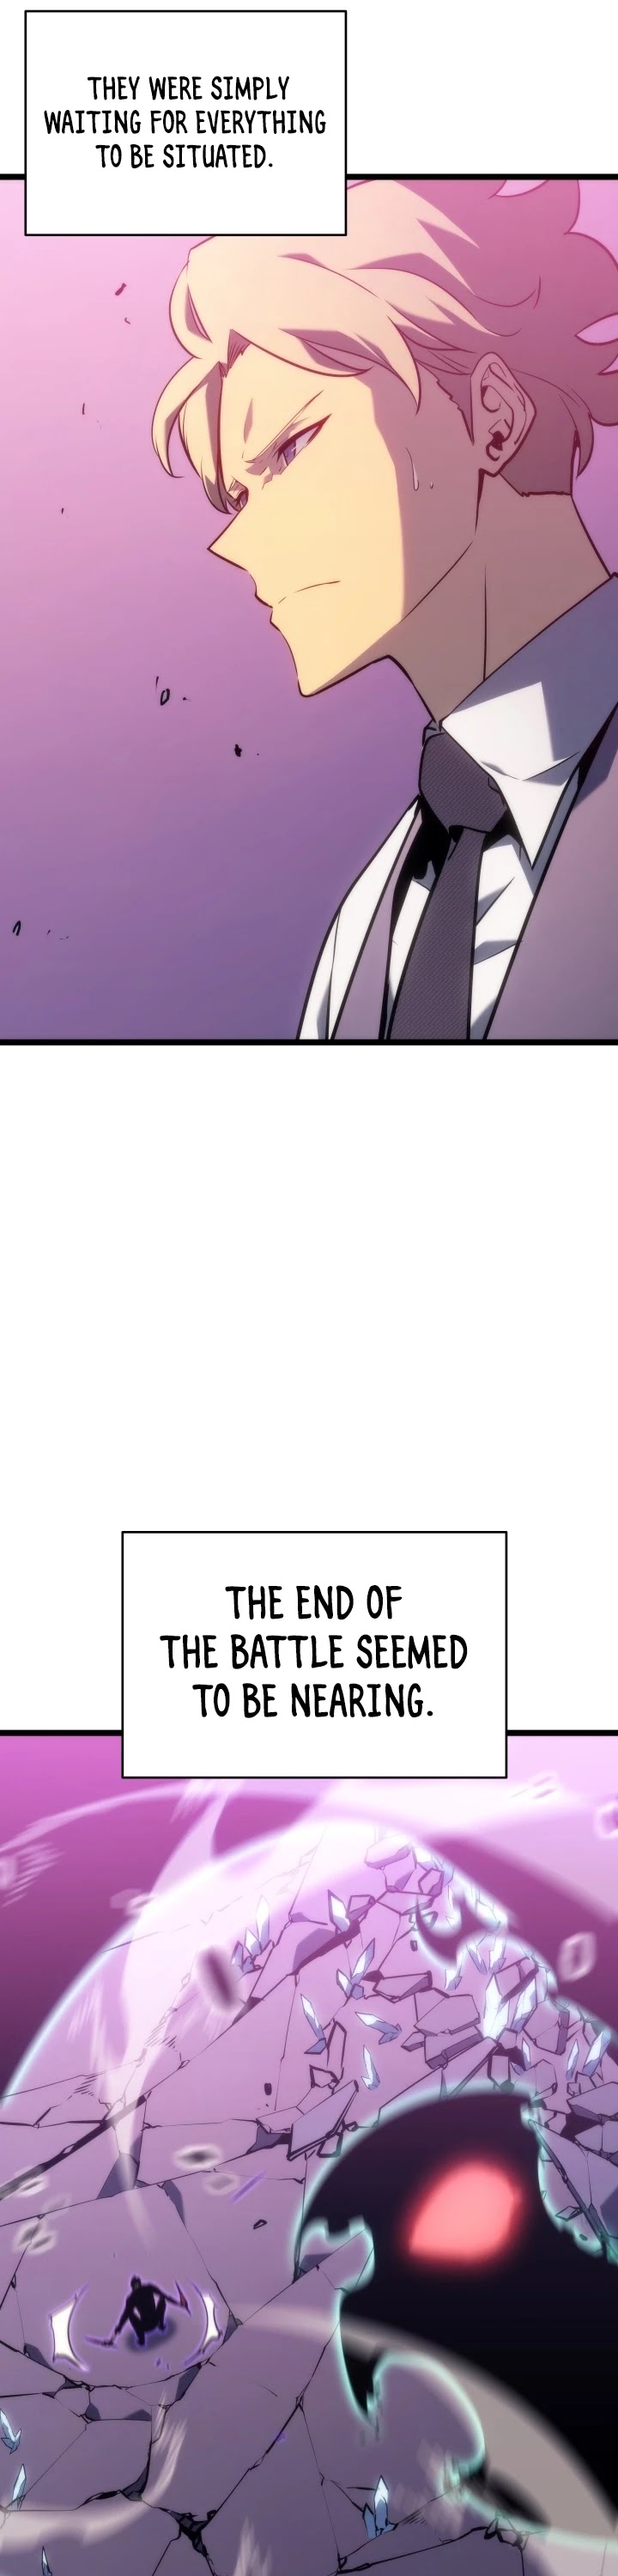 THEY WERE SIMPLY
WAITING FOR EVERYTHING
TO BE SITUATED.
THE END OF
THE BATTLE SEEMED
TO BE NEARING.